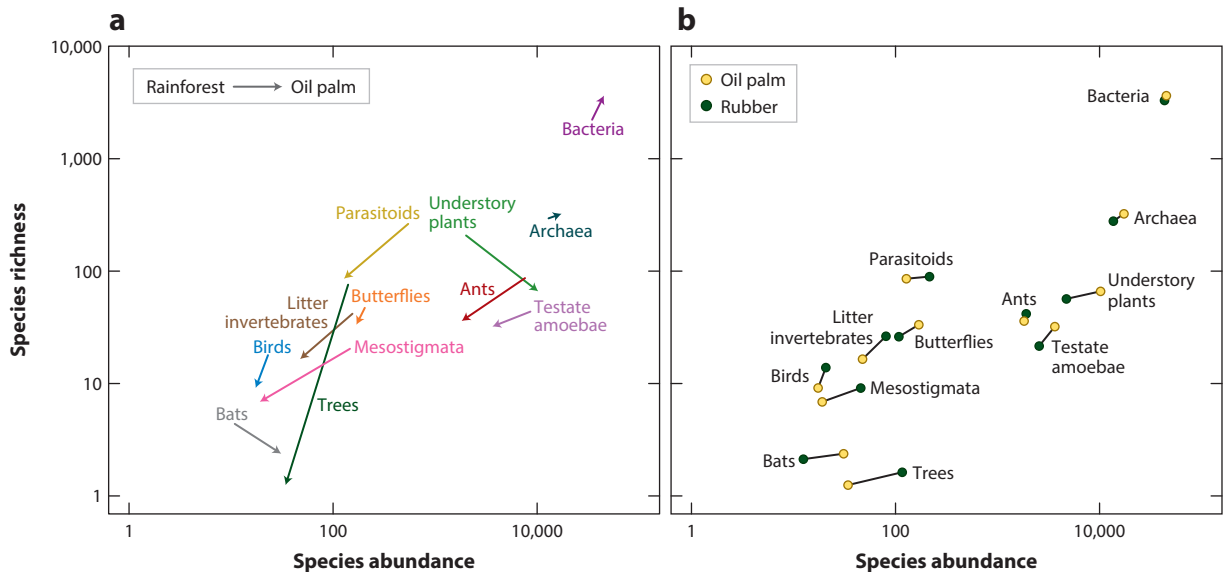 a
Species richness
10,000
1,000
100
10
1
Rainforest
Oil palm
Bacteria
Parasitoids
Understory
plants
Archaea
Ants
Butterflies
Litter
invertebrates
Testate
amoebae
Birds
Mesostigmata
Trees
Bats
1
100
10,000
Species abundance
b
Oil palm
Rubber
Bacteria
Archaea
Parasitoids
Understory
plants
Ants
Litter
invertebrates
Butterflies
Testate
amoebae
Birds
Mesostigmata
Bats
Trees
1
100
10,000
Species abundance